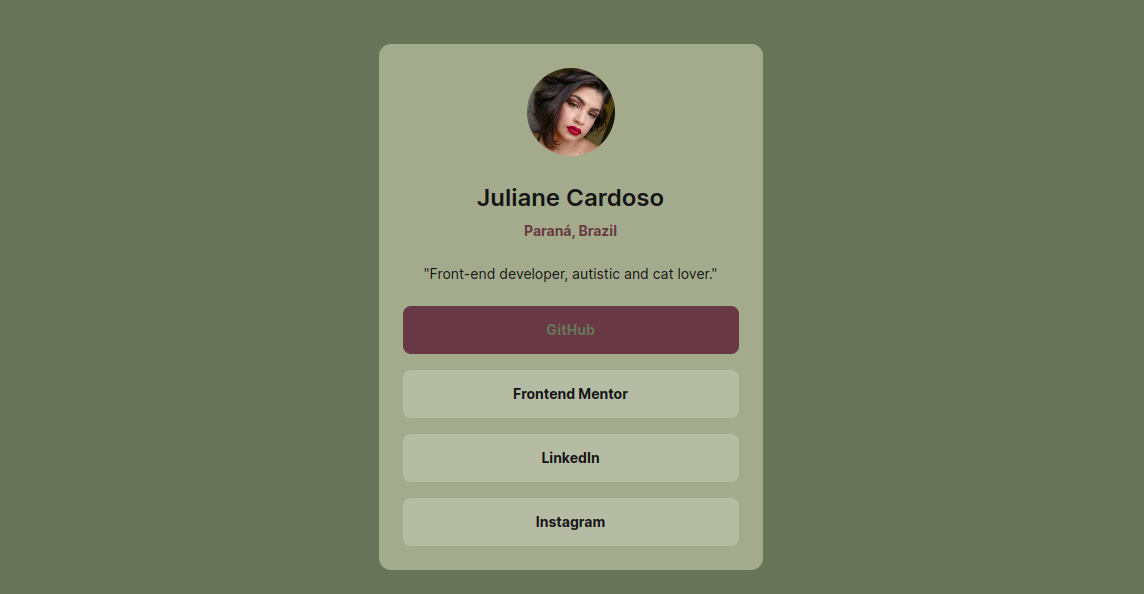 Juliane Cardoso
Paraná, Brazil
"Front-end developer, autistic and cat lover."
GitHub
Frontend Mentor
LinkedIn
Instagram